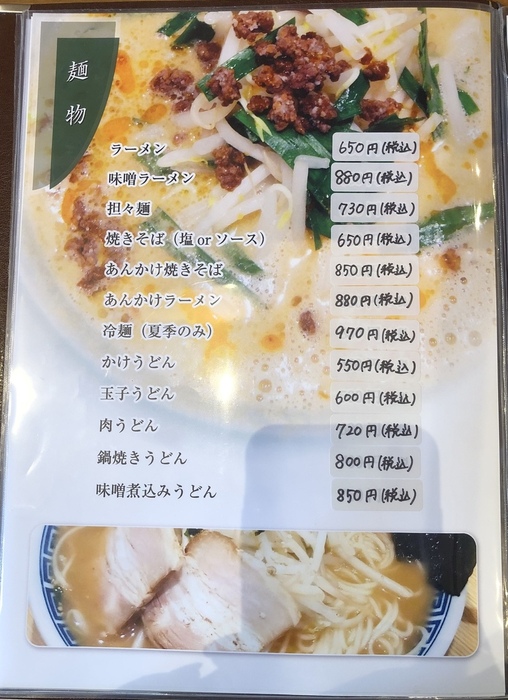 麺物
ラーメン 650円(税込)
味噌ラーメン 880円(税込)
担々麺 730円(税込)
焼きそば（塩 or ソース） 650円(税込)
あんかけ焼きそば 850円(税込)
あんかけラーメン 880円(税込)
冷麺（夏季のみ） 970円(税込)
かけうどん 550円(税込)
玉子うどん 600円(税込)
肉うどん 720円(税込)
鍋焼きうどん 800円(税込)
味噌煮込みうどん 850円(税込)